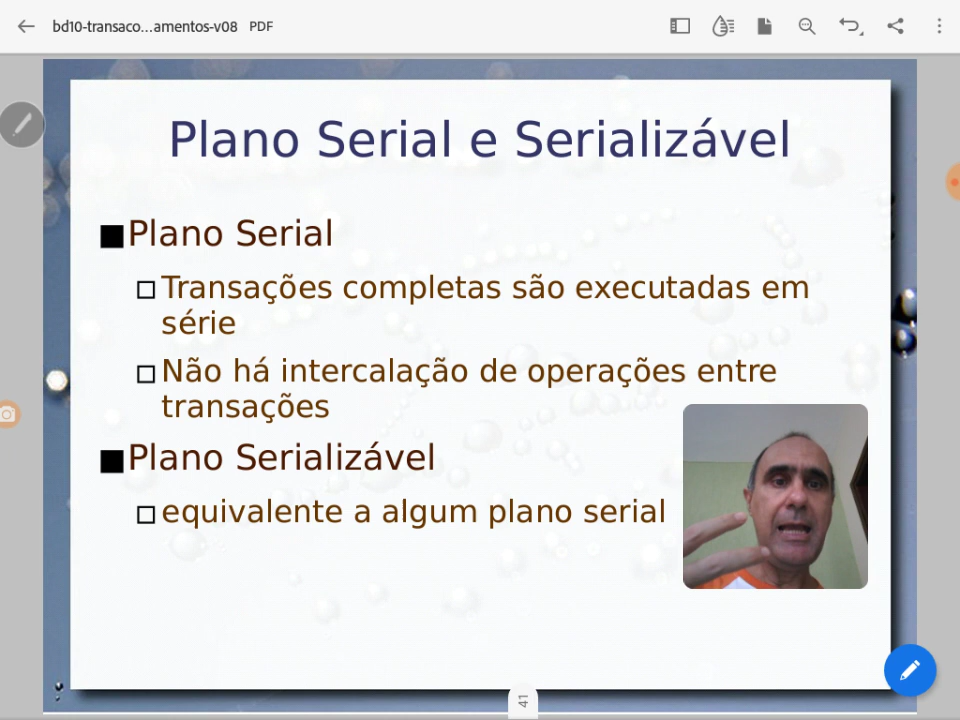 bd10-transaco...amentos-v08 PDF
Plano Serial e Serializável
Plano Serial
Transações completas são executadas em
série
Não há intercalação de operações entre
transações
Plano Serializável
equivalente a algum plano serial
41